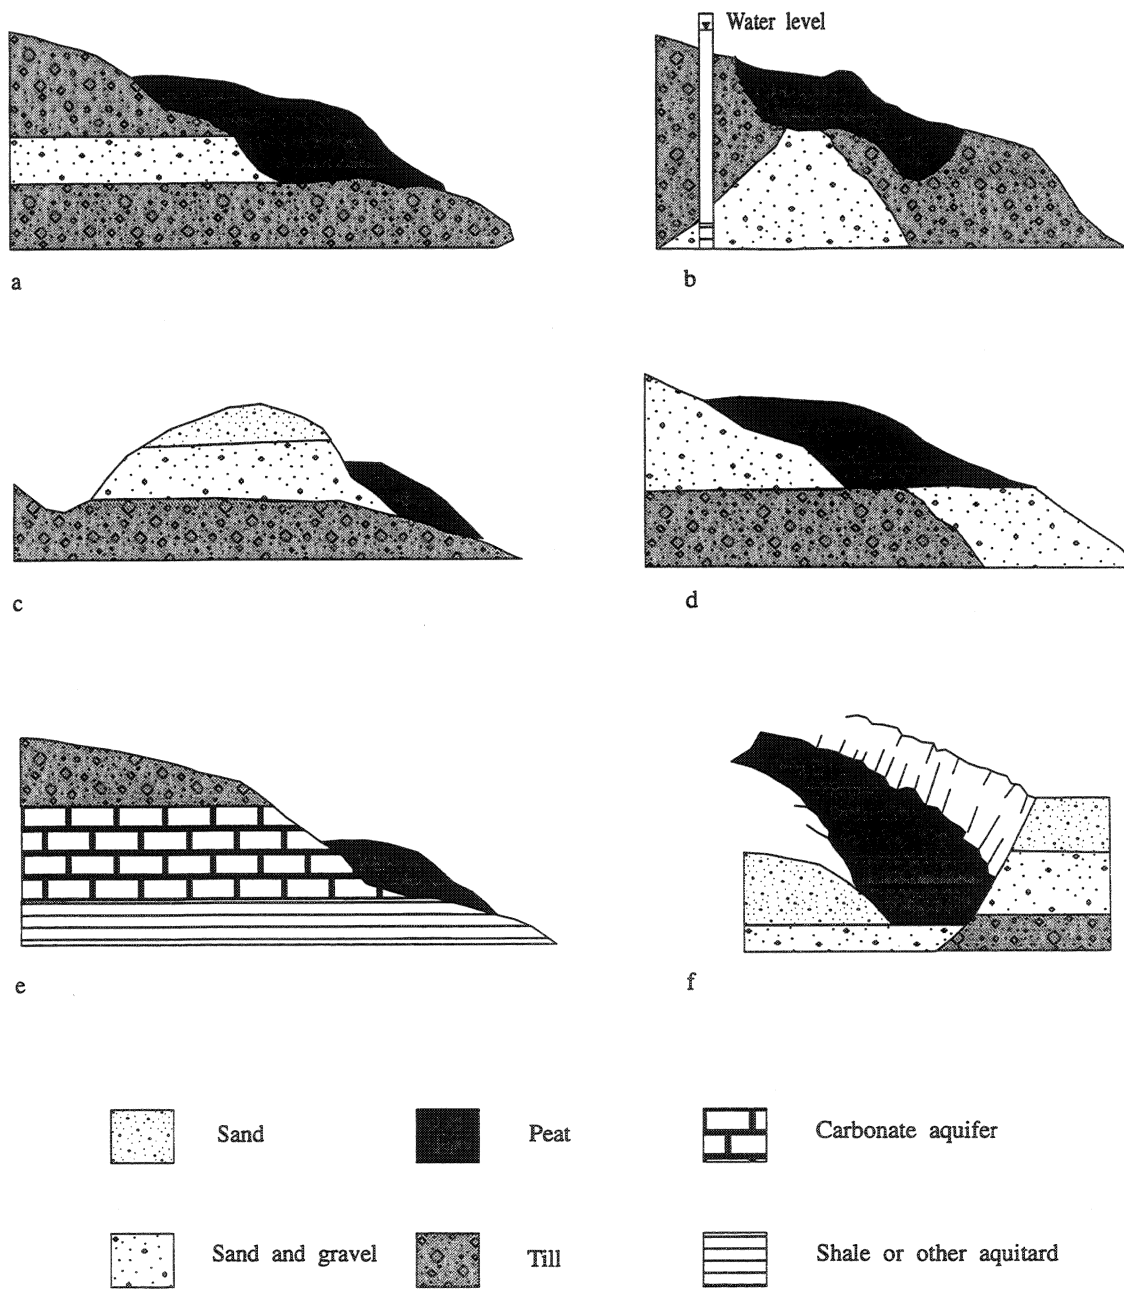 Water level
a
b
c
d
e
f
Sand
Peat
Carbonate aquifer
Sand and gravel
Till
Shale or other aquitard